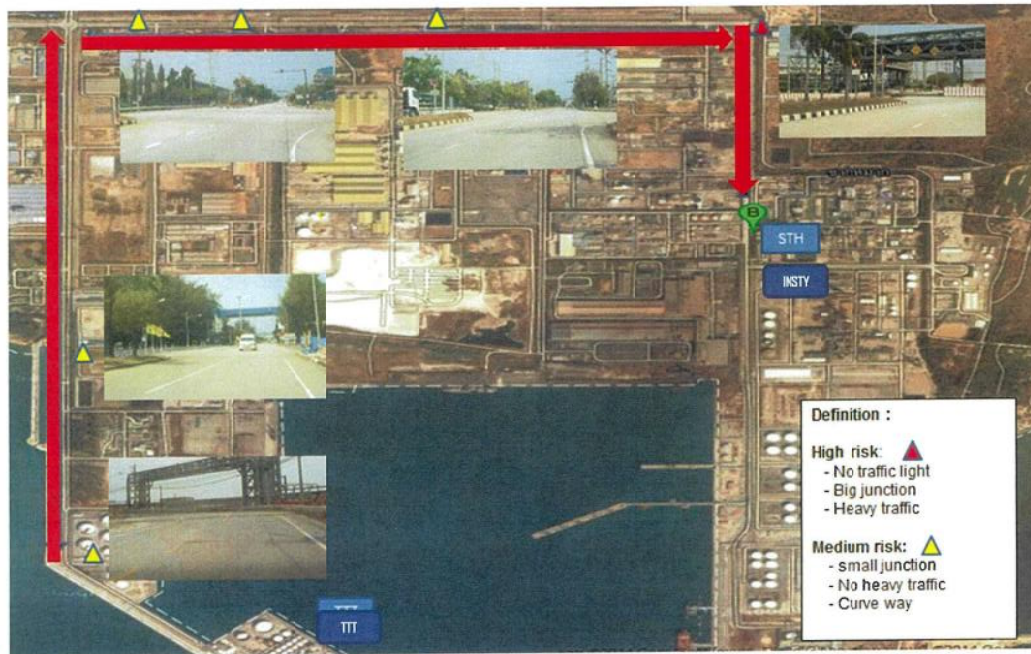 B
STH
INSTY
Definition :
High risk:
- No traffic light
- Big junction
- Heavy traffic
Medium risk:
- small junction
- No heavy traffic
- Curve way
TTT
TTT